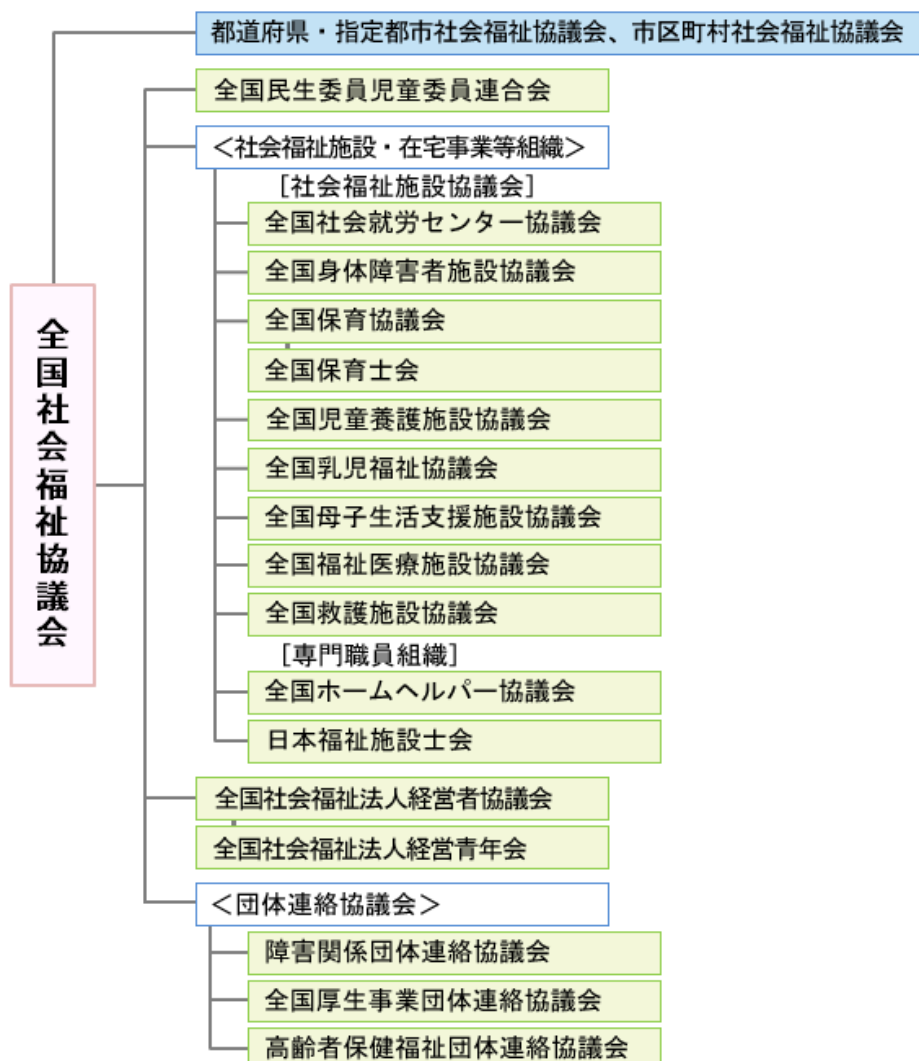 都道府県・指定都市社会福祉協議会、市区町村社会福祉協議会
全国民生委員児童委員連合会
＜社会福祉施設・在宅事業等組織＞
［社会福祉施設協議会］
全国社会就労センター協議会
全国身体障害者施設協議会
全国保育協議会
全国保育士会
全国児童養護施設協議会
全国乳児福祉協議会
全国母子生活支援施設協議会
全国福祉医療施設協議会
全国救護施設協議会
［専門職員組織］
全国ホームヘルパー協議会
日本福祉施設士会
全国社会福祉法人経営者協議会
全国社会福祉法人経営青年会
＜団体連絡協議会＞
障害関係団体連絡協議会
全国厚生事業団体連絡協議会
高齢者保健福祉団体連絡協議会
全国社会福祉協議会